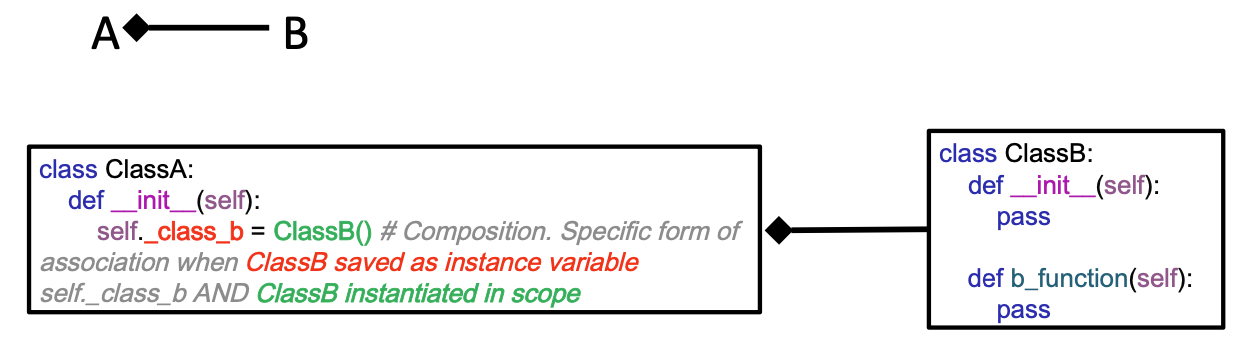 A B
class ClassA:
def __init__(self):
self._class_b = ClassB() # Composition. Specific form of
association when ClassB saved as instance variable
self._class_b AND ClassB instantiated in scope
class ClassB:
def __init__(self):
pass
def b_function(self):
pass